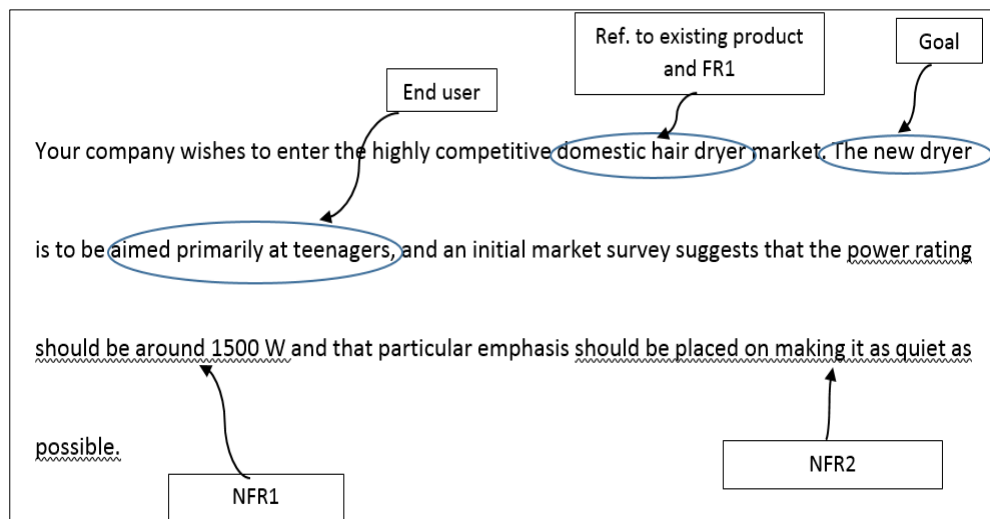 Ref. to existing product
and FR1
Goal
End user
Your company wishes to enter the highly competitive domestic hair dryer market. The new dryer
is to be aimed primarily at teenagers, and an initial market survey suggests that the power rating
should be around 1500 W and that particular emphasis should be placed on making it as quiet as
possible.
NFR1
NFR2